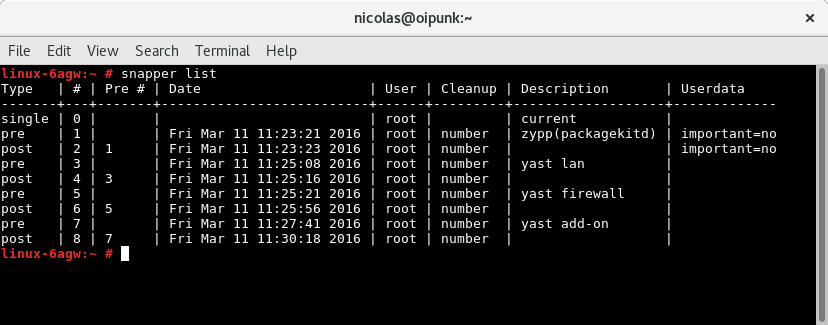 nicolas@oipunk:~
File Edit View Search Terminal Help
linux-6agw:~ # snapper list
Type   | # | Pre # | Date                     | User | Cleanup | Description      | Userdata
-------+---+-------+--------------------------+------+---------+------------------+-------------
single | 0 |       |                          | root |         | current          |
pre    | 1 |       | Fri Mar 11 11:23:21 2016 | root | number  | zypp(packagekitd) | important=no
post   | 2 | 1     | Fri Mar 11 11:23:23 2016 | root | number  |                  | important=no
pre    | 3 |       | Fri Mar 11 11:25:08 2016 | root | number  | yast lan         |
post   | 4 | 3     | Fri Mar 11 11:25:16 2016 | root | number  |                  |
pre    | 5 |       | Fri Mar 11 11:25:21 2016 | root | number  | yast firewall    |
post   | 6 | 5     | Fri Mar 11 11:25:56 2016 | root | number  |                  |
pre    | 7 |       | Fri Mar 11 11:27:41 2016 | root | number  | yast add-on      |
post   | 8 | 7     | Fri Mar 11 11:30:18 2016 | root | number  |                  |
linux-6agw:~ #